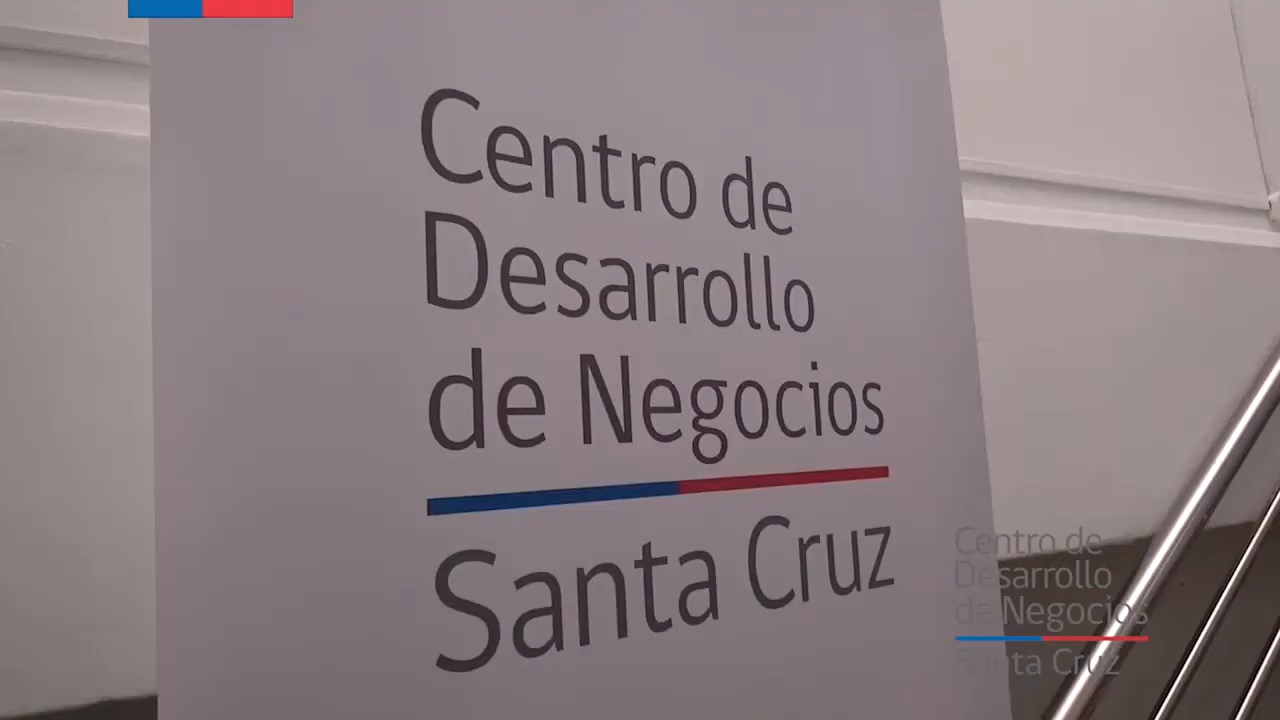 Centro de
Desarrollo
de Negocios
Santa Cruz
Centro de
Desarrollo
de Negocios
Santa Cruz